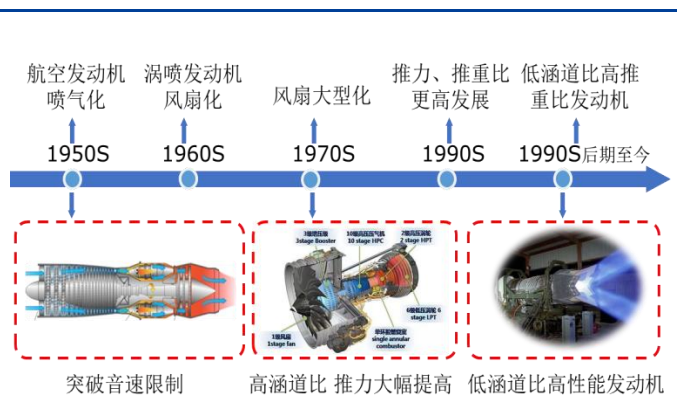 航空发动机
喷气化
涡喷发动机
风扇化
风扇大型化
推力、推重比
更高发展
低涵道比高推
重比发动机
1950S
1960S
1970S
1990S
1990S后期至今
3级增压级
3stage Booster
10级高压压气机
10 stage HPC
2级高压涡轮
2 stage HPT
6级低压涡轮 6
stage LPT
单环腔燃烧室
single annular
combustor
1级风扇
1stage fan
突破音速限制
高涵道比 推力大幅提高
低涵道比高性能发动机